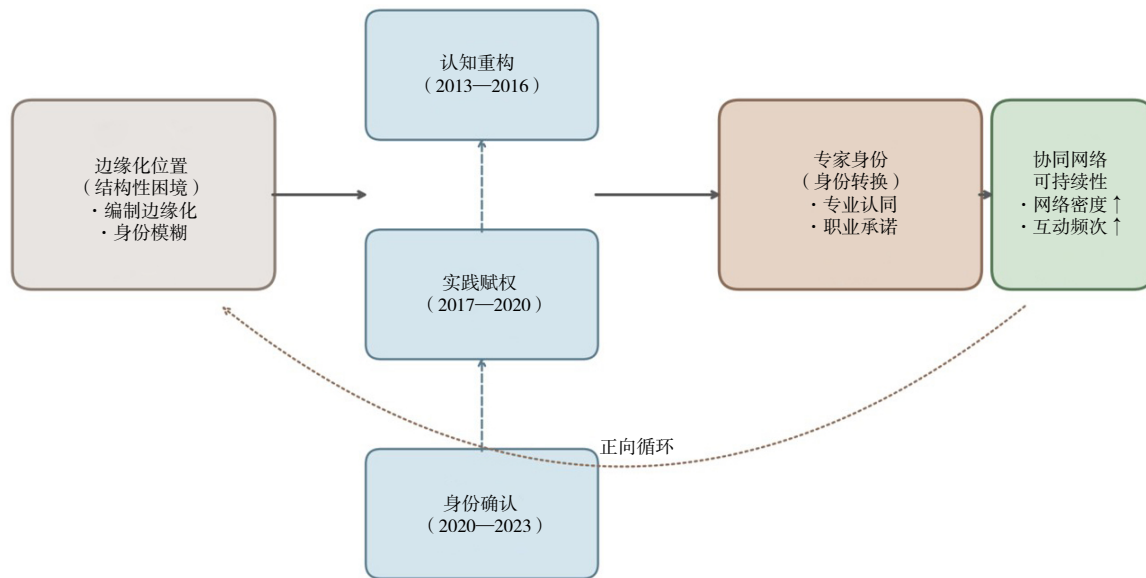 认知重构
（2013—2016）
边缘化位置
（结构性困境）
·编制边缘化
·身份模糊
实践赋权
（2017—2020）
身份确认
（2020—2023）
专家身份
（身份转换）
·专业认同
·职业承诺
协同网络
可持续性
·网络密度↑
·互动频次↑
正向循环